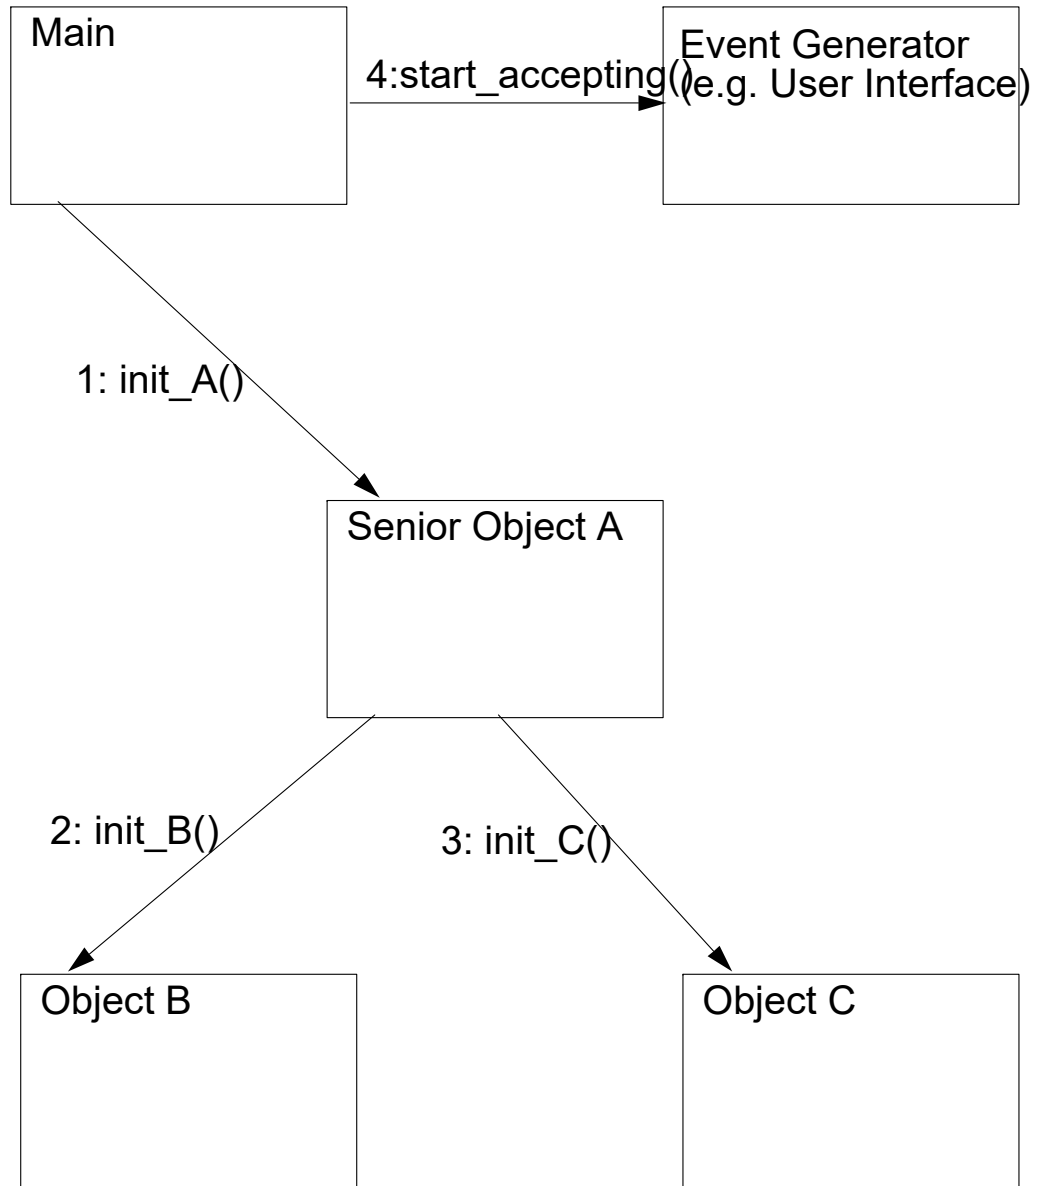 Main
Event Generator
(e.g. User Interface)
4:start_accepting()
1: init_A()
Senior Object A
2: init_B()
3: init_C()
Object B
Object C